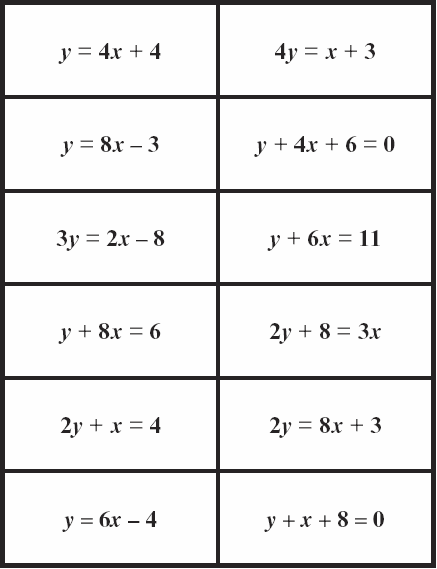 y = 4x + 4
4y = x + 3
y = 8x – 3
y + 4x + 6 = 0
3y = 2x – 8
y + 6x = 11
y + 8x = 6
2y + 8 = 3x
2y + x = 4
2y = 8x + 3
y = 6x – 4
y + x + 8 = 0